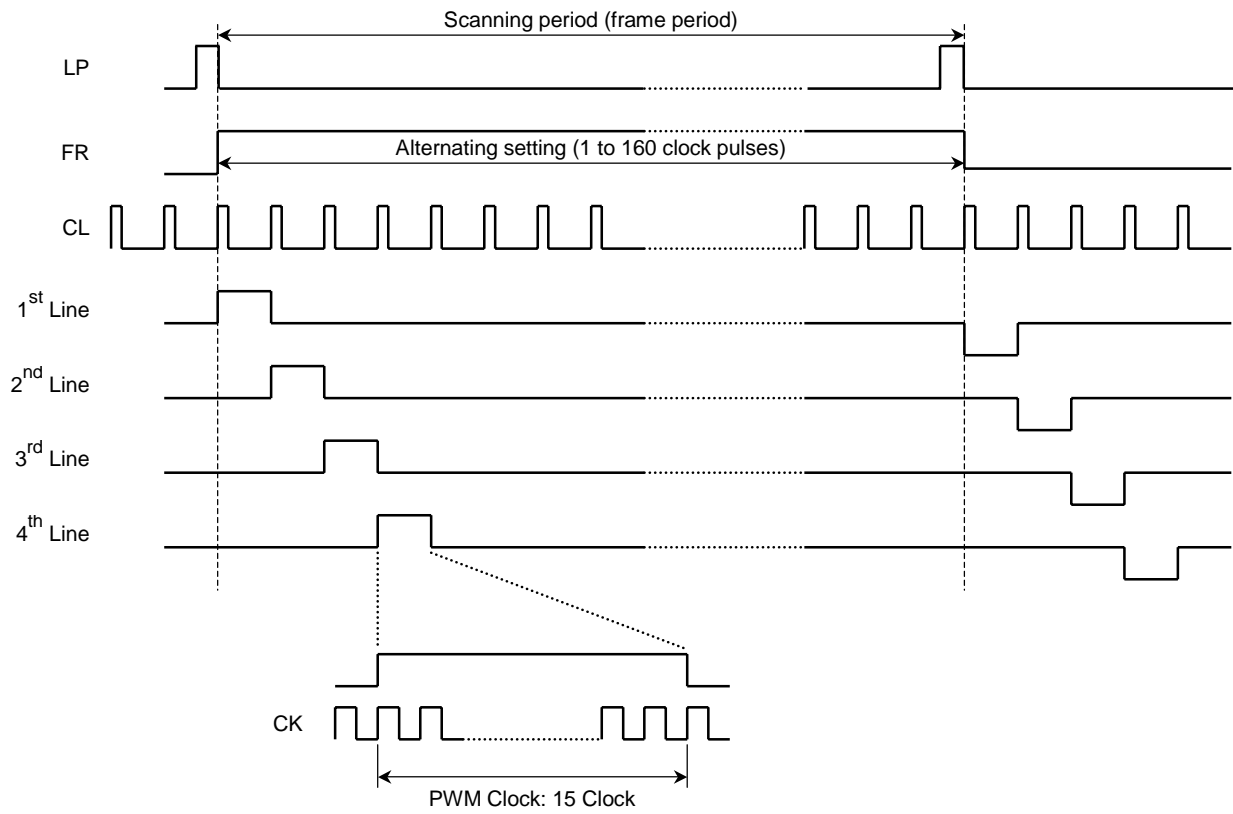 Scanning period (frame period)
LP
FR
Alternating setting (1 to 160 clock pulses)
CL
1st Line
2nd Line
3rd Line
4th Line
CK
PWM Clock: 15 Clock